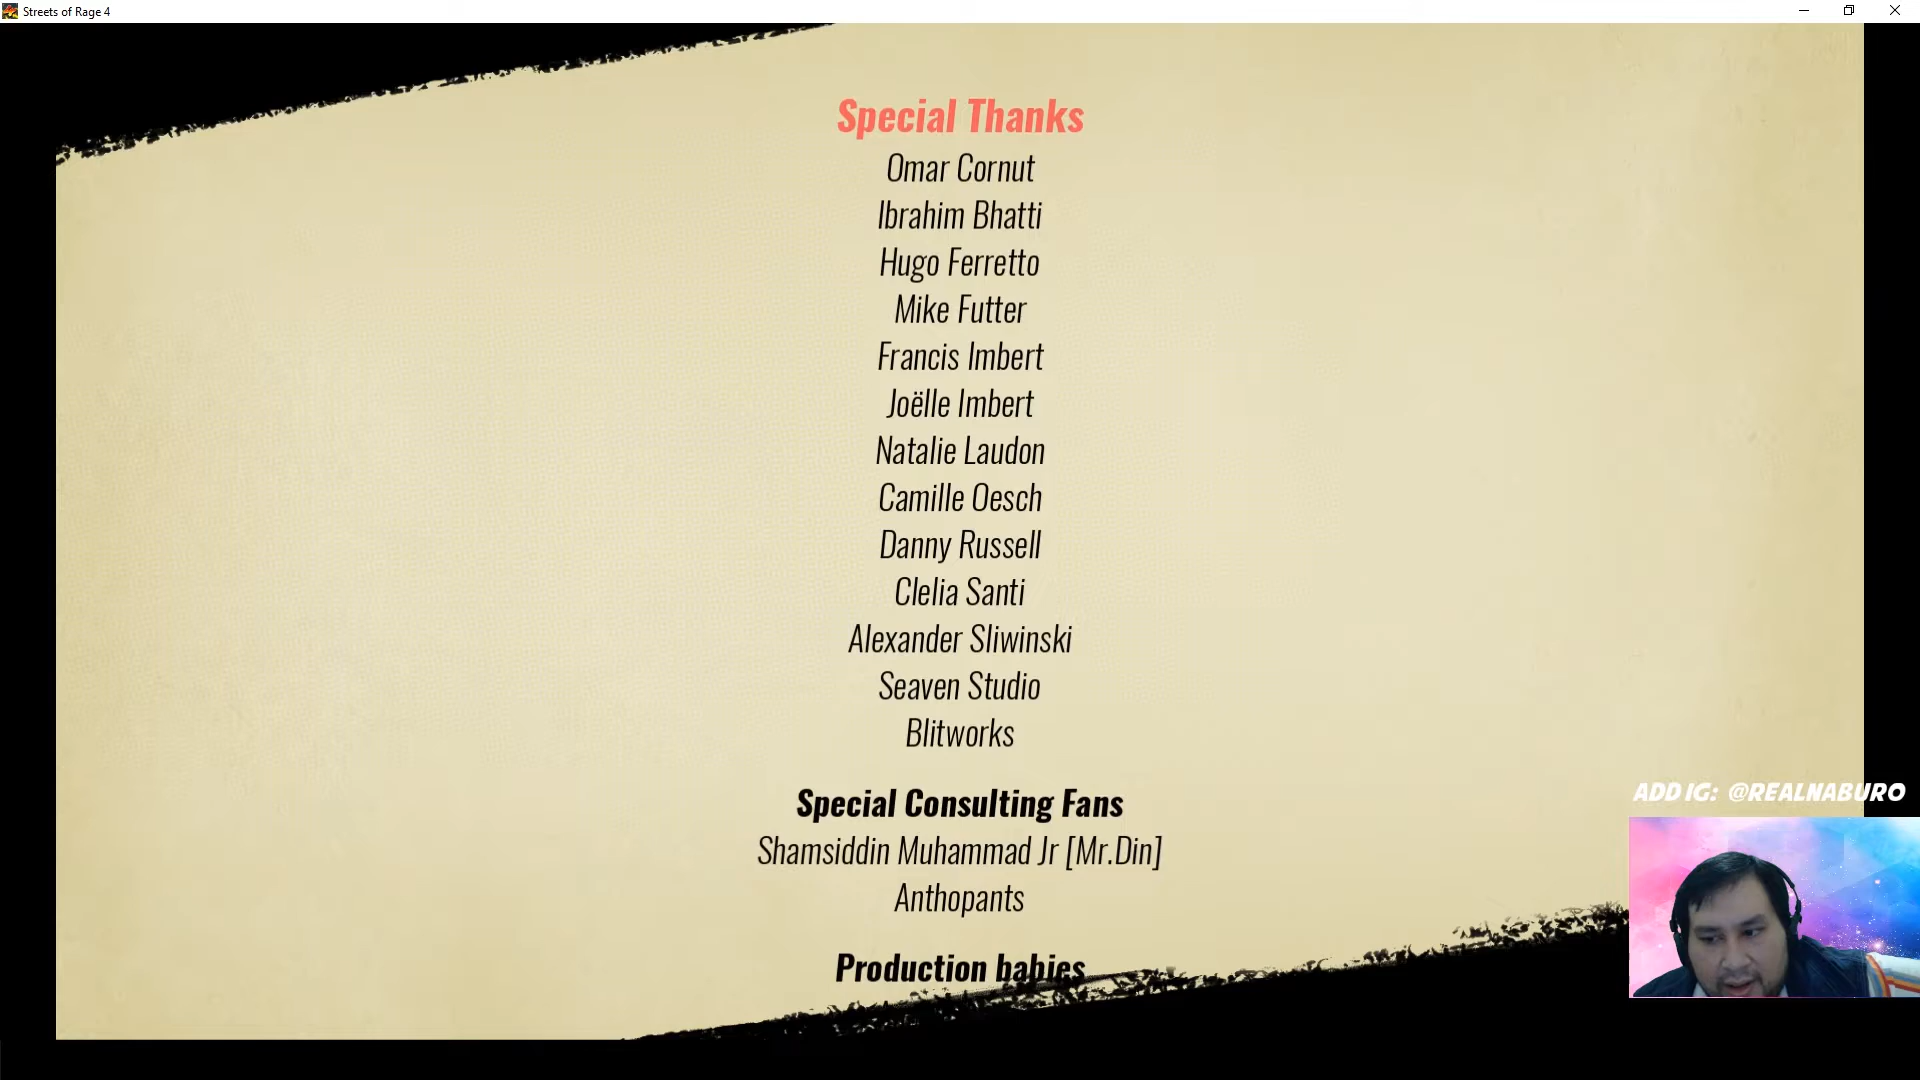 Streets of Rage 4
Special Thanks
Omar Cornut
Ibrahim Bhatti
Hugo Ferretto
Mike Futter
Francis Imbert
Joëlle Imbert
Natalie Laudon
Camille Oesch
Danny Russell
Clelia Santi
Alexander Sliwinski
Seaven Studio
Blitworks
Special Consulting Fans
Shamsiddin Muhammad Jr [Mr.Din]
Anthopants
Production babies
ADD IG: @REALNABURO